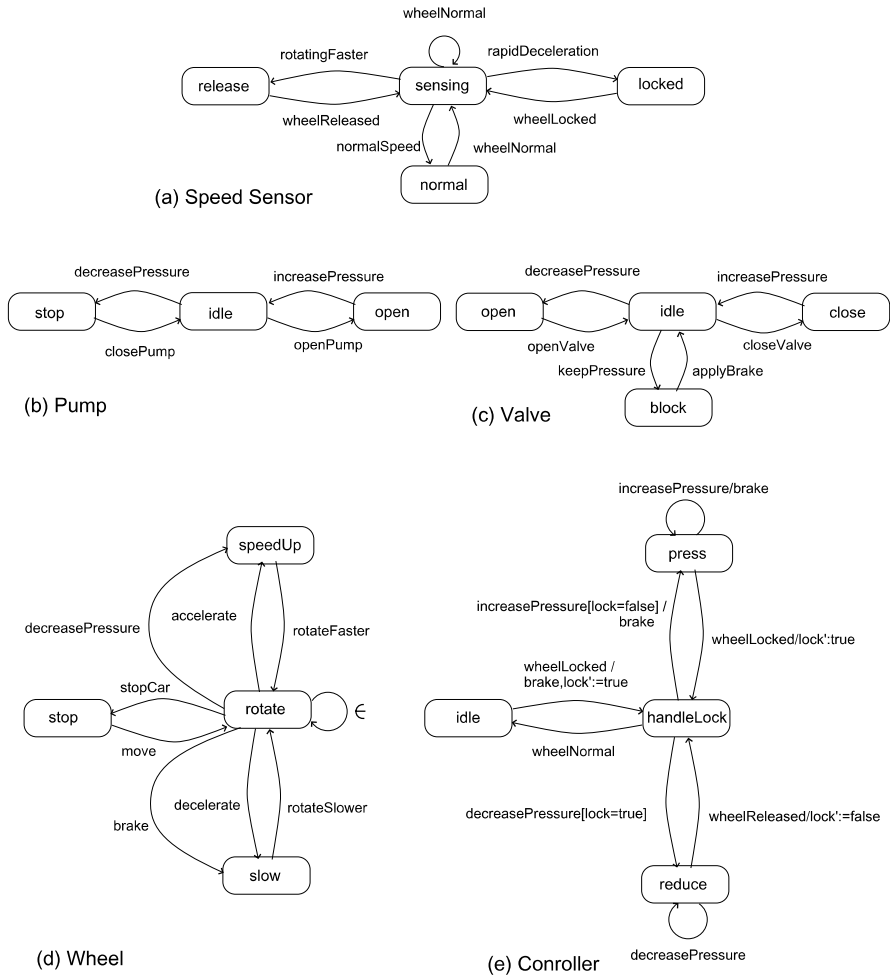 wheelNormal
rotatingFaster
rapidDeceleration
release
sensing
locked
wheelReleased
wheelLocked
normalSpeed
wheelNormal
normal
(a) Speed Sensor
decreasePressure
increasePressure
stop
idle
open
closePump
openPump
(b) Pump
decreasePressure
increasePressure
open
idle
close
openValve
closeValve
keepPressure
applyBrake
block
(c) Valve
speedUp
decreasePressure
accelerate
rotateFaster
stopCar
stop
rotate
∈
move
decelerate
rotateSlower
brake
slow
(d) Wheel
increasePressure/brake
press
increasePressure[lock=false] /
brake
wheelLocked/lock':true
wheelLocked /
brake,lock':=true
idle
handleLock
wheelNormal
decreasePressure[lock=true]
wheelReleased/lock':=false
reduce
decreasePressure
(e) Conroller